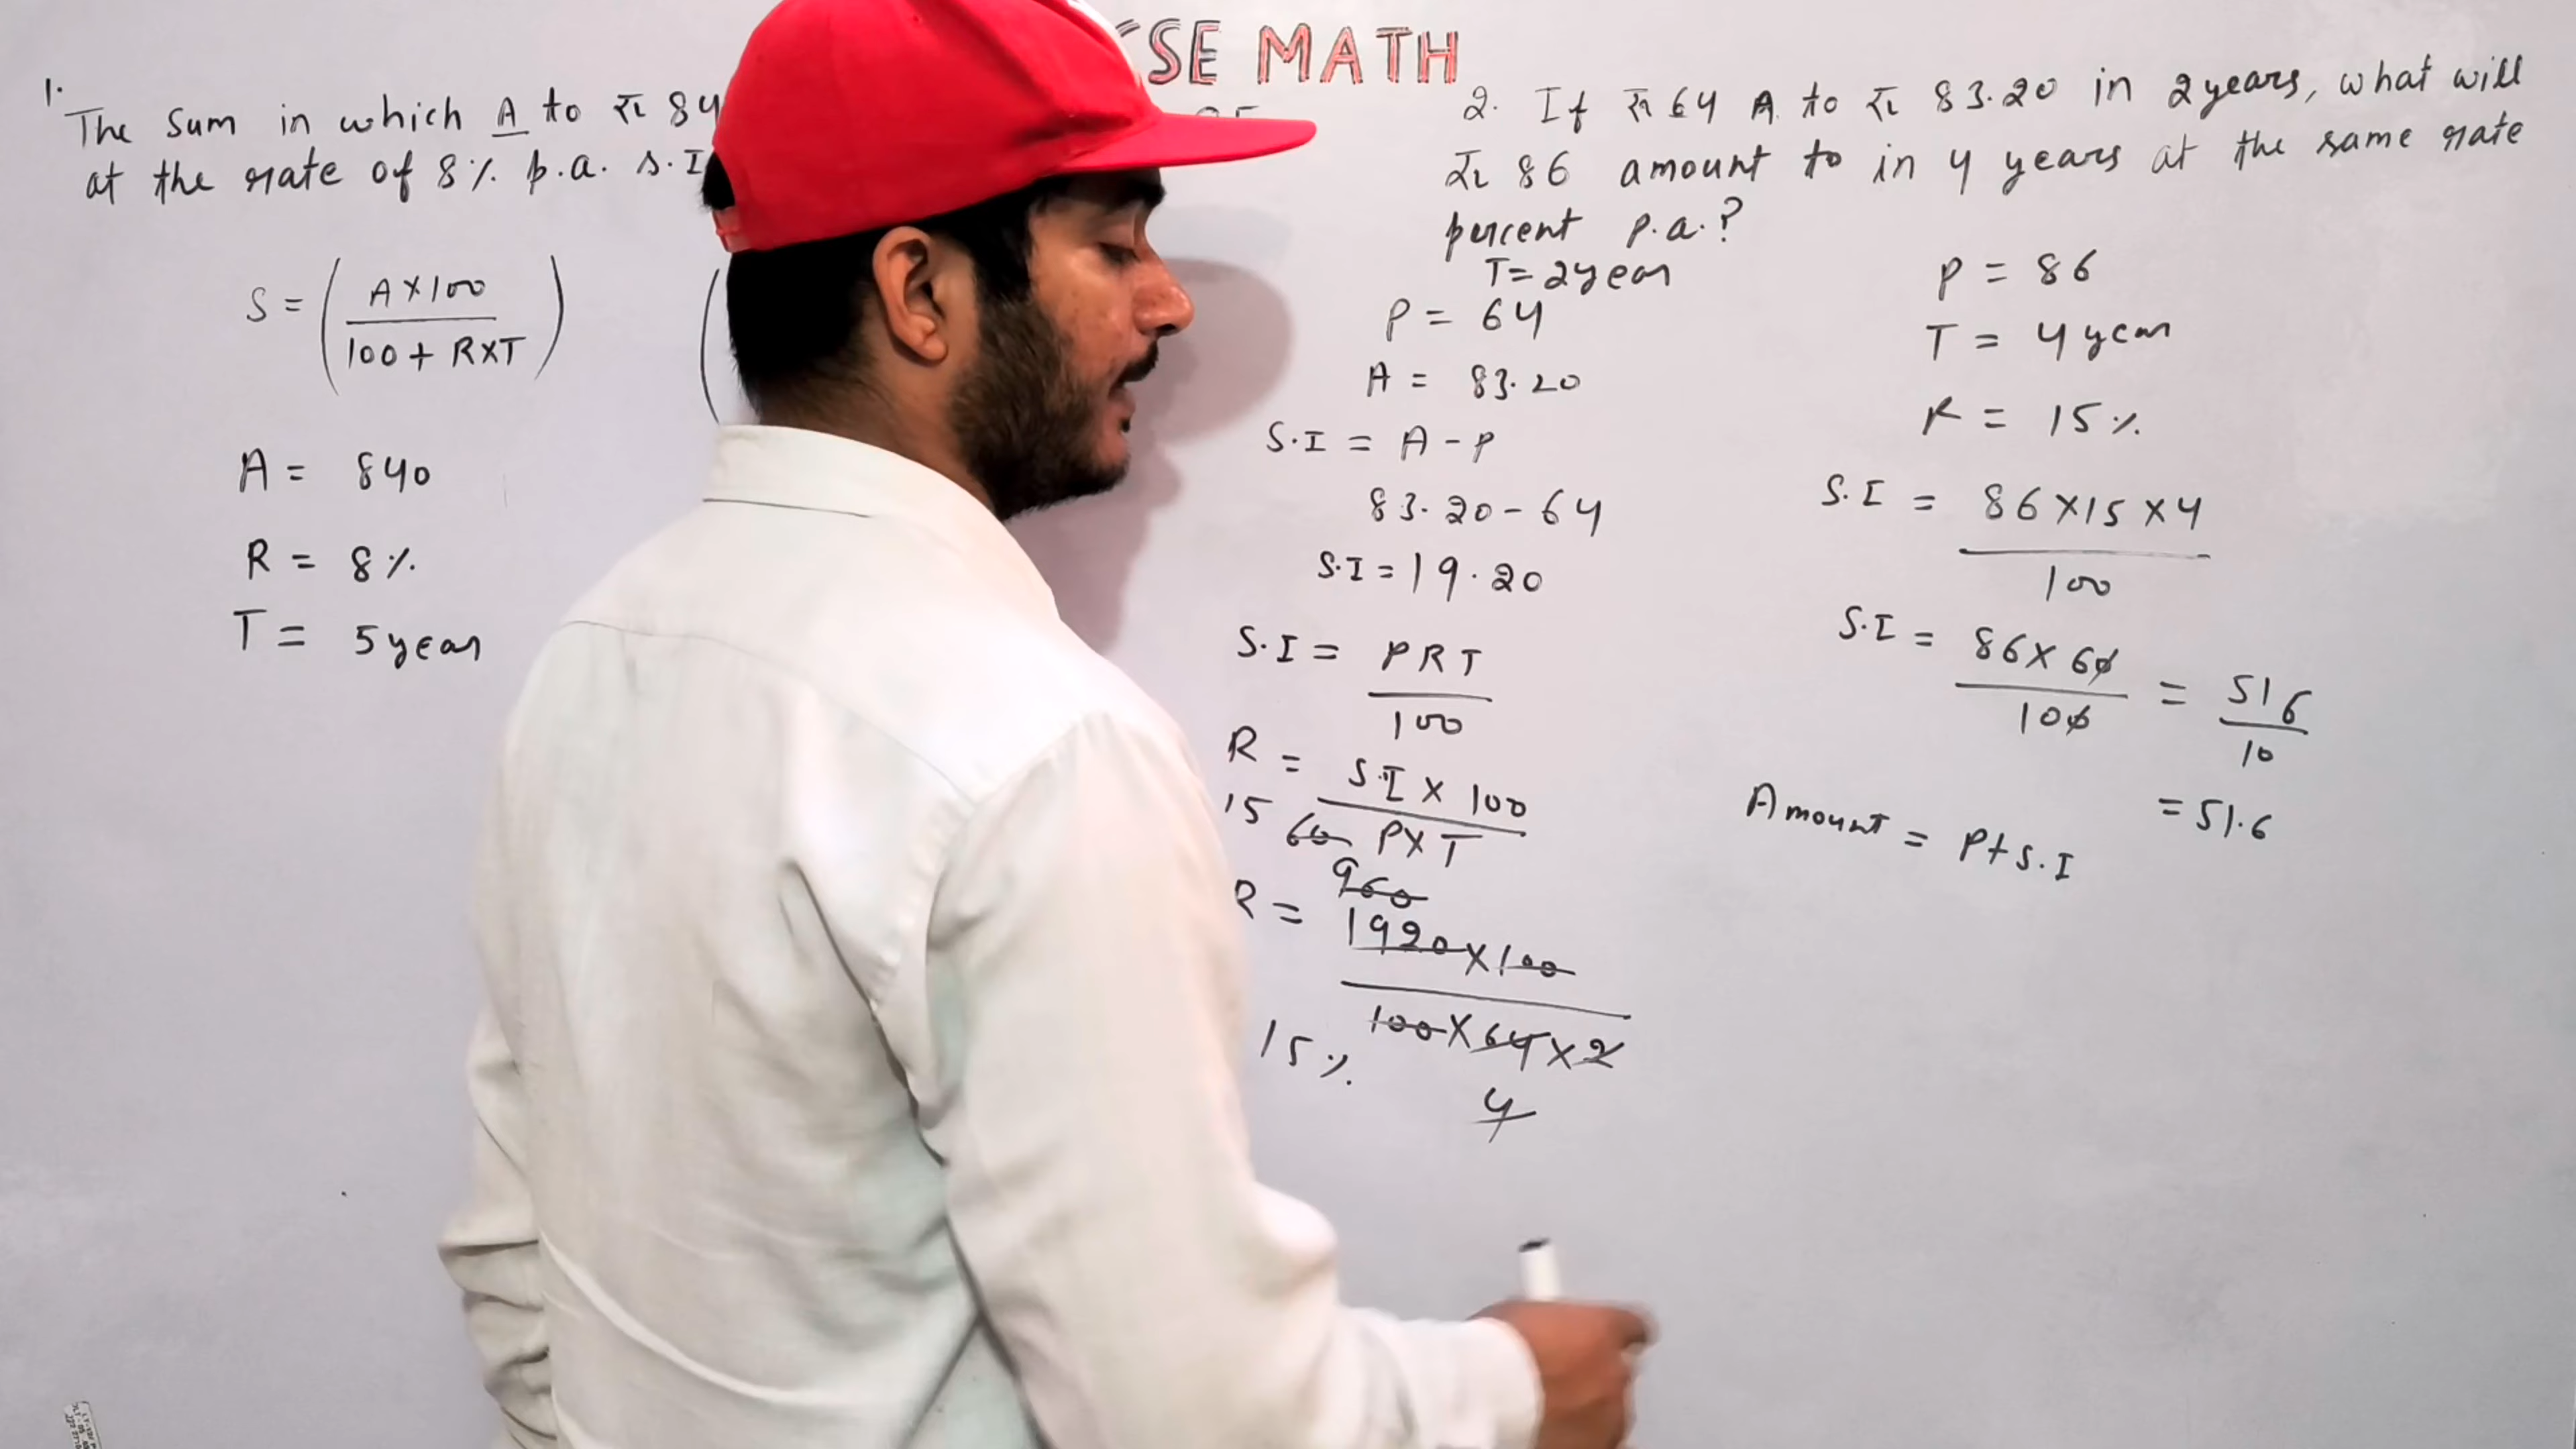 SE MATH
1.
The sum in which A to रू 84
at the rate of 8% p.a. S.I
S = ( A×100 / 100 + R×T )
A = 840
R = 8%
T = 5 year
2. If रू 64 A to रू 83.20 in 2 years, what will
रू 86 amount to in 4 years at the same rate
percent p.a.?
T = 2 year
P = 64
A = 83.20
S.I = A - P
83.20 - 64
S.I = 19.20
S.I = PRT / 100
R = S.I × 100 / P×T
15 60
960
R = 1920 × 100 / 100 × 64 × 2
4
15%
P = 86
T = 4 year
R = 15%
S.I = 86×15×4 / 100
S.I = 86×60 / 100 = 516 / 10
= 51.6
Amount = P+S.I